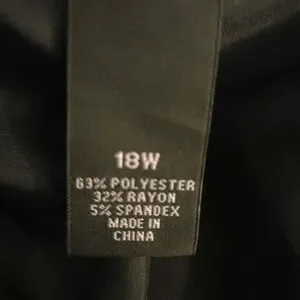 18W
63% POLYESTER
32% RAYON
5% SPANDEX
MADE IN
CHINA